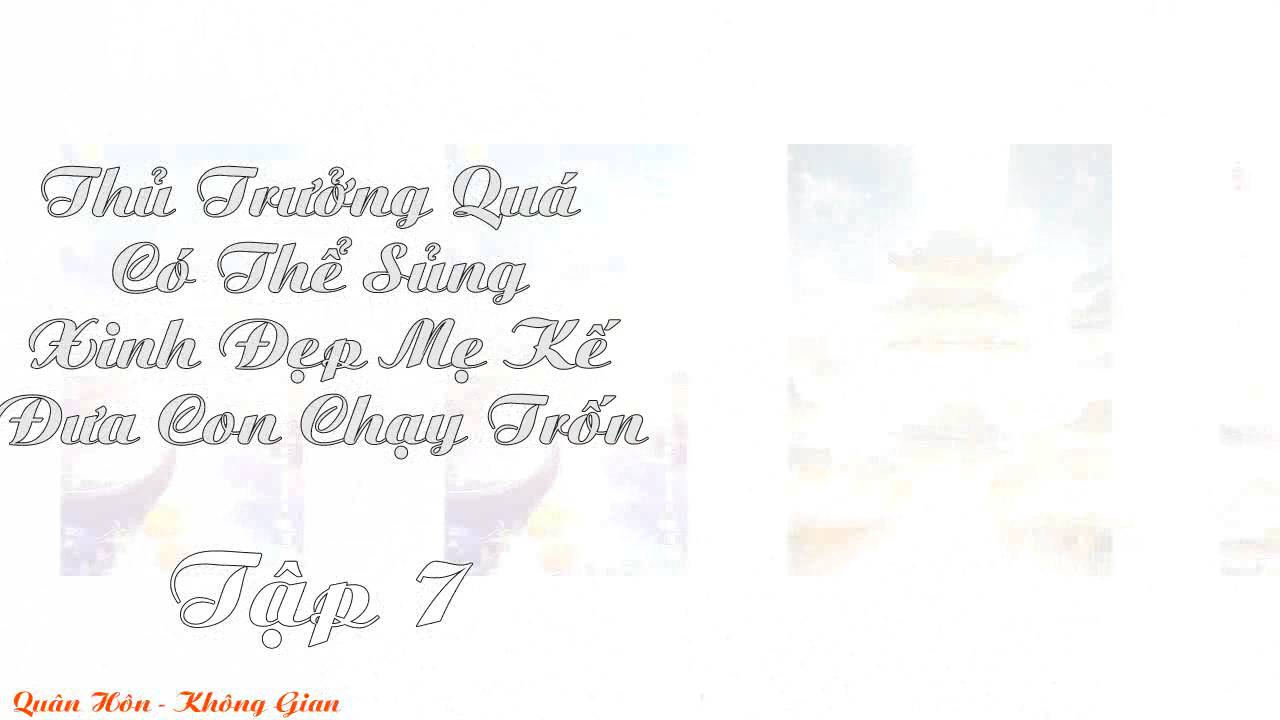 Thủ Trưởng Quá
Có Thể Sủng
Xinh Đẹp Mẹ Kế
Đưa Con Chạy Trốn
Tập 7
Quân Hôn - Không Gian